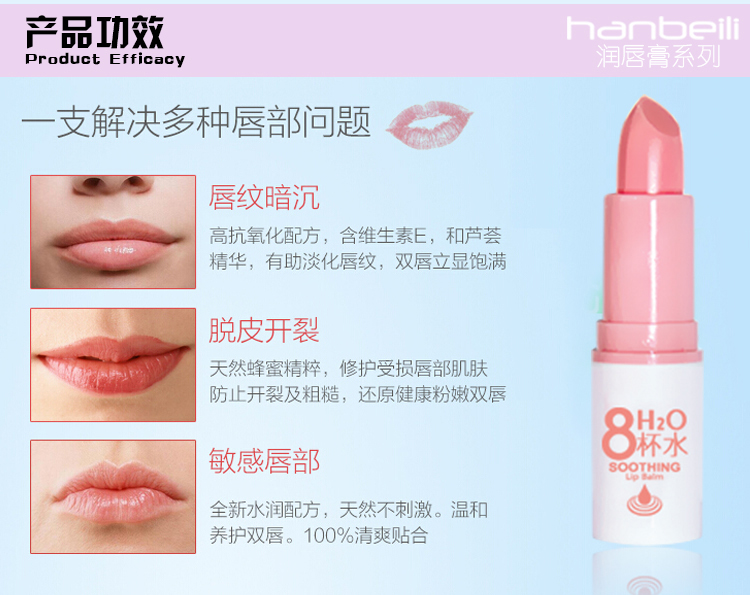 产品功效
Product Efficacy
hanbeili
润唇膏系列
一支解决多种唇部问题
唇纹暗沉
高抗氧化配方，含维生素E，和芦荟
精华，有助淡化唇纹，双唇立显饱满
脱皮开裂
天然蜂蜜精粹，修护受损唇部肌肤
防止开裂及粗糙，还原健康粉嫩双唇
敏感唇部
全新水润配方，天然不刺激。温和
养护双唇。100%清爽贴合
8杯水
H2O
SOOTHING
Lip Balm